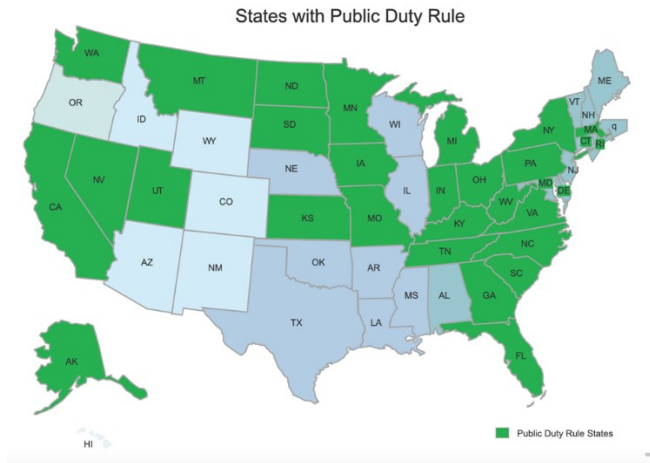 States with Public Duty Rule
WA
MT
ND
MN
OR
ID
SD
WI
MI
NY
VT
NH
ME
MA
q
CT
RI
WY
NE
IA
PA
NJ
NV
UT
CO
KS
MO
IL
IN
OH
WV
MD
DE
VA
CA
KY
NC
TN
AZ
NM
OK
AR
SC
TX
LA
MS
AL
GA
FL
AK
HI
Public Duty Rule States